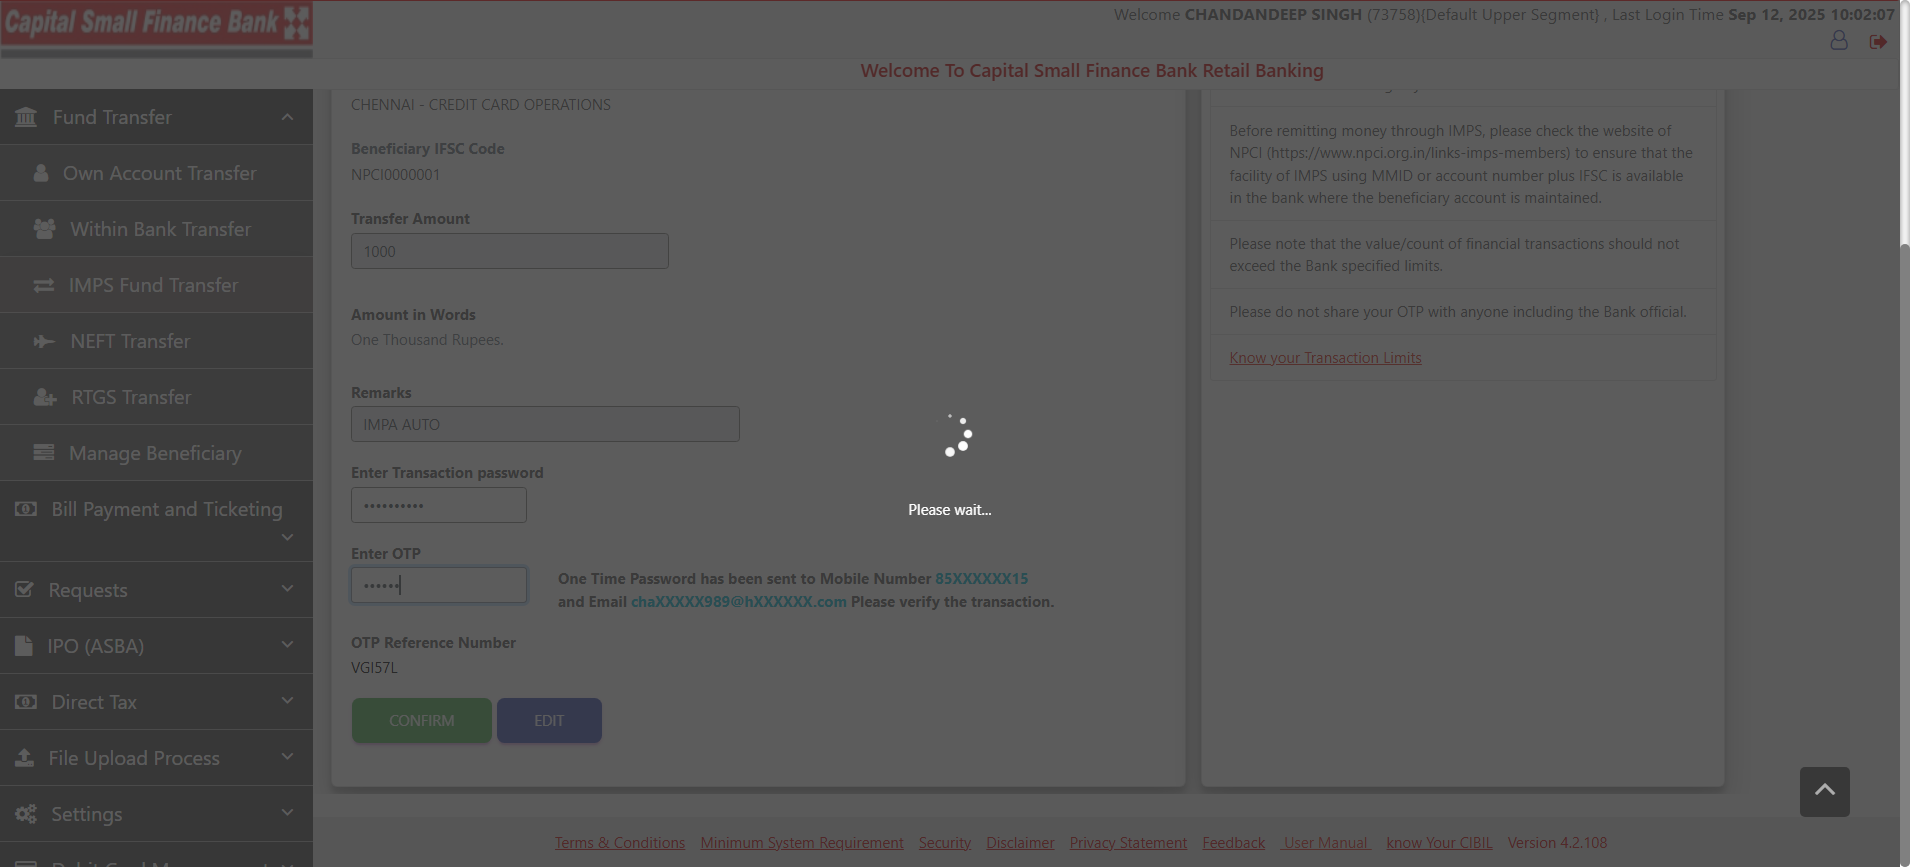 Capital Small Finance Bank
Welcome CHANDANDEEP SINGH (73758){Default Upper Segment} , Last Login Time Sep 12, 2025 10:02:07
Welcome To Capital Small Finance Bank Retail Banking
Fund Transfer
Own Account Transfer
Within Bank Transfer
IMPS Fund Transfer
NEFT Transfer
RTGS Transfer
Manage Beneficiary
Bill Payment and Ticketing
Requests
IPO (ASBA)
Direct Tax
File Upload Process
Settings
CHENNAI - CREDIT CARD OPERATIONS
Beneficiary IFSC Code
NPCI0000001
Transfer Amount
1000
Amount in Words
One Thousand Rupees.
Remarks
IMPA AUTO
Enter Transaction password
••••••••••
Enter OTP
••••••
One Time Password has been sent to Mobile Number 85XXXXXX15
and Email chaXXXXX989@hXXXXXX.com Please verify the transaction.
OTP Reference Number
VGI57L
CONFIRM EDIT
Before remitting money through IMPS, please check the website of
NPCI (https://www.npci.org.in/links-imps-members) to ensure that the
facility of IMPS using MMID or account number plus IFSC is available
in the bank where the beneficiary account is maintained.
Please note that the value/count of financial transactions should not
exceed the Bank specified limits.
Please do not share your OTP with anyone including the Bank official.
Know your Transaction Limits
Please wait...
Terms & Conditions Minimum System Requirement Security Disclaimer Privacy Statement Feedback User Manual know Your CIBIL Version 4.2.108